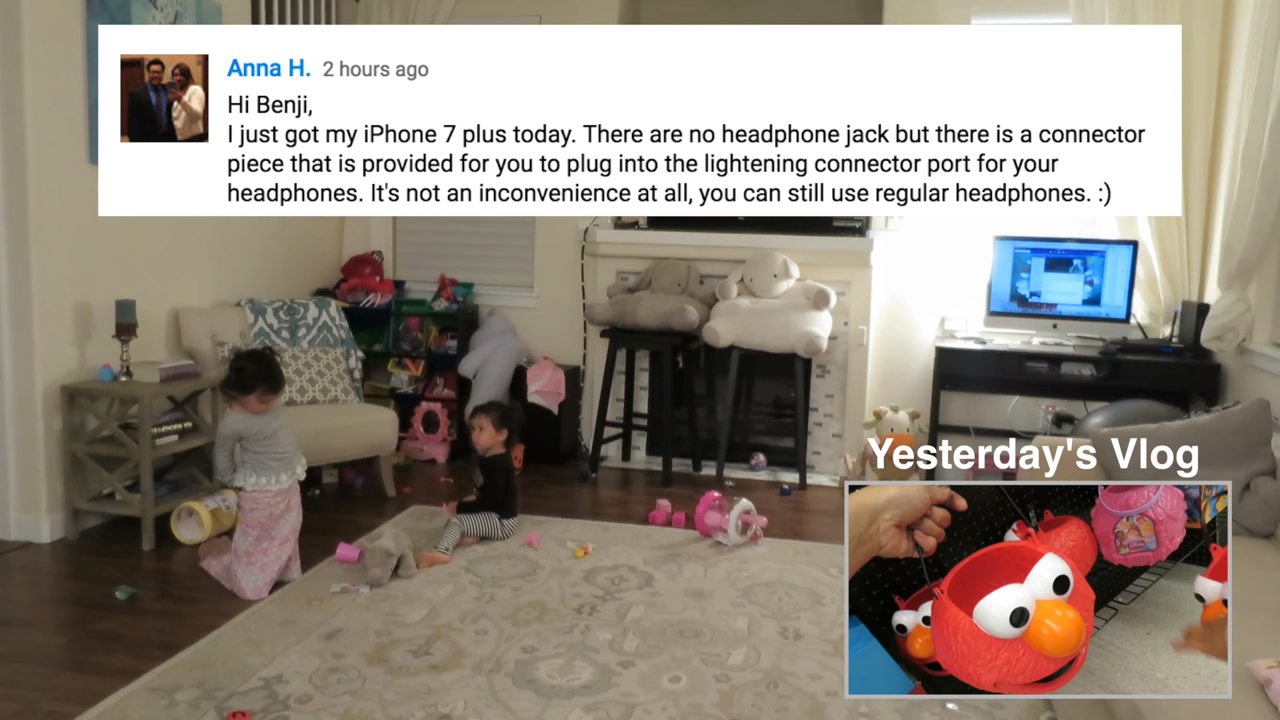 Anna H. 2 hours ago
Hi Benji,
I just got my iPhone 7 plus today. There are no headphone jack but there is a connector
piece that is provided for you to plug into the lightening connector port for your
headphones. It's not an inconvenience at all, you can still use regular headphones. :)
Yesterday's Vlog